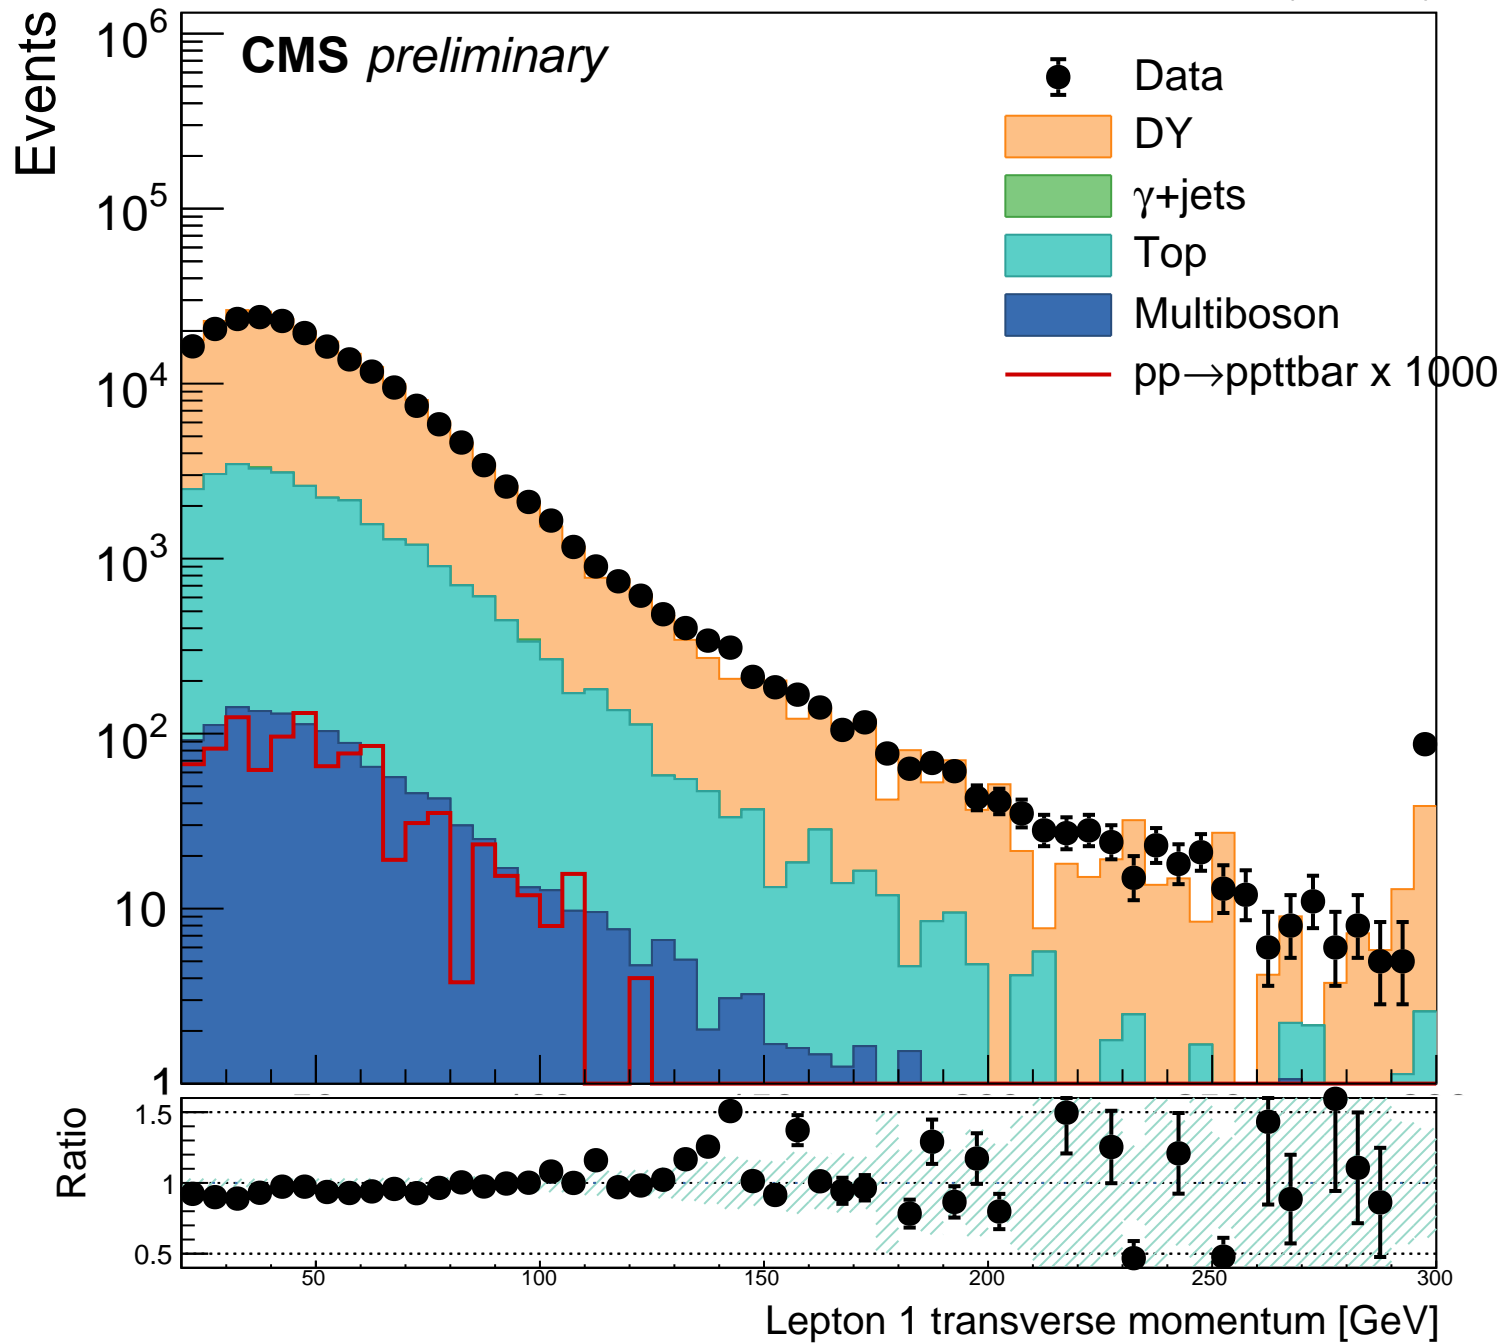 CMS preliminary
Events
10^6
10^5
10^4
10^3
10^2
10
1
Data
DY
γ+jets
Top
Multiboson
pp→ppttbar x 1000
Ratio
1.5
1
0.5
50
100
150
200
250
300
Lepton 1 transverse momentum [GeV]